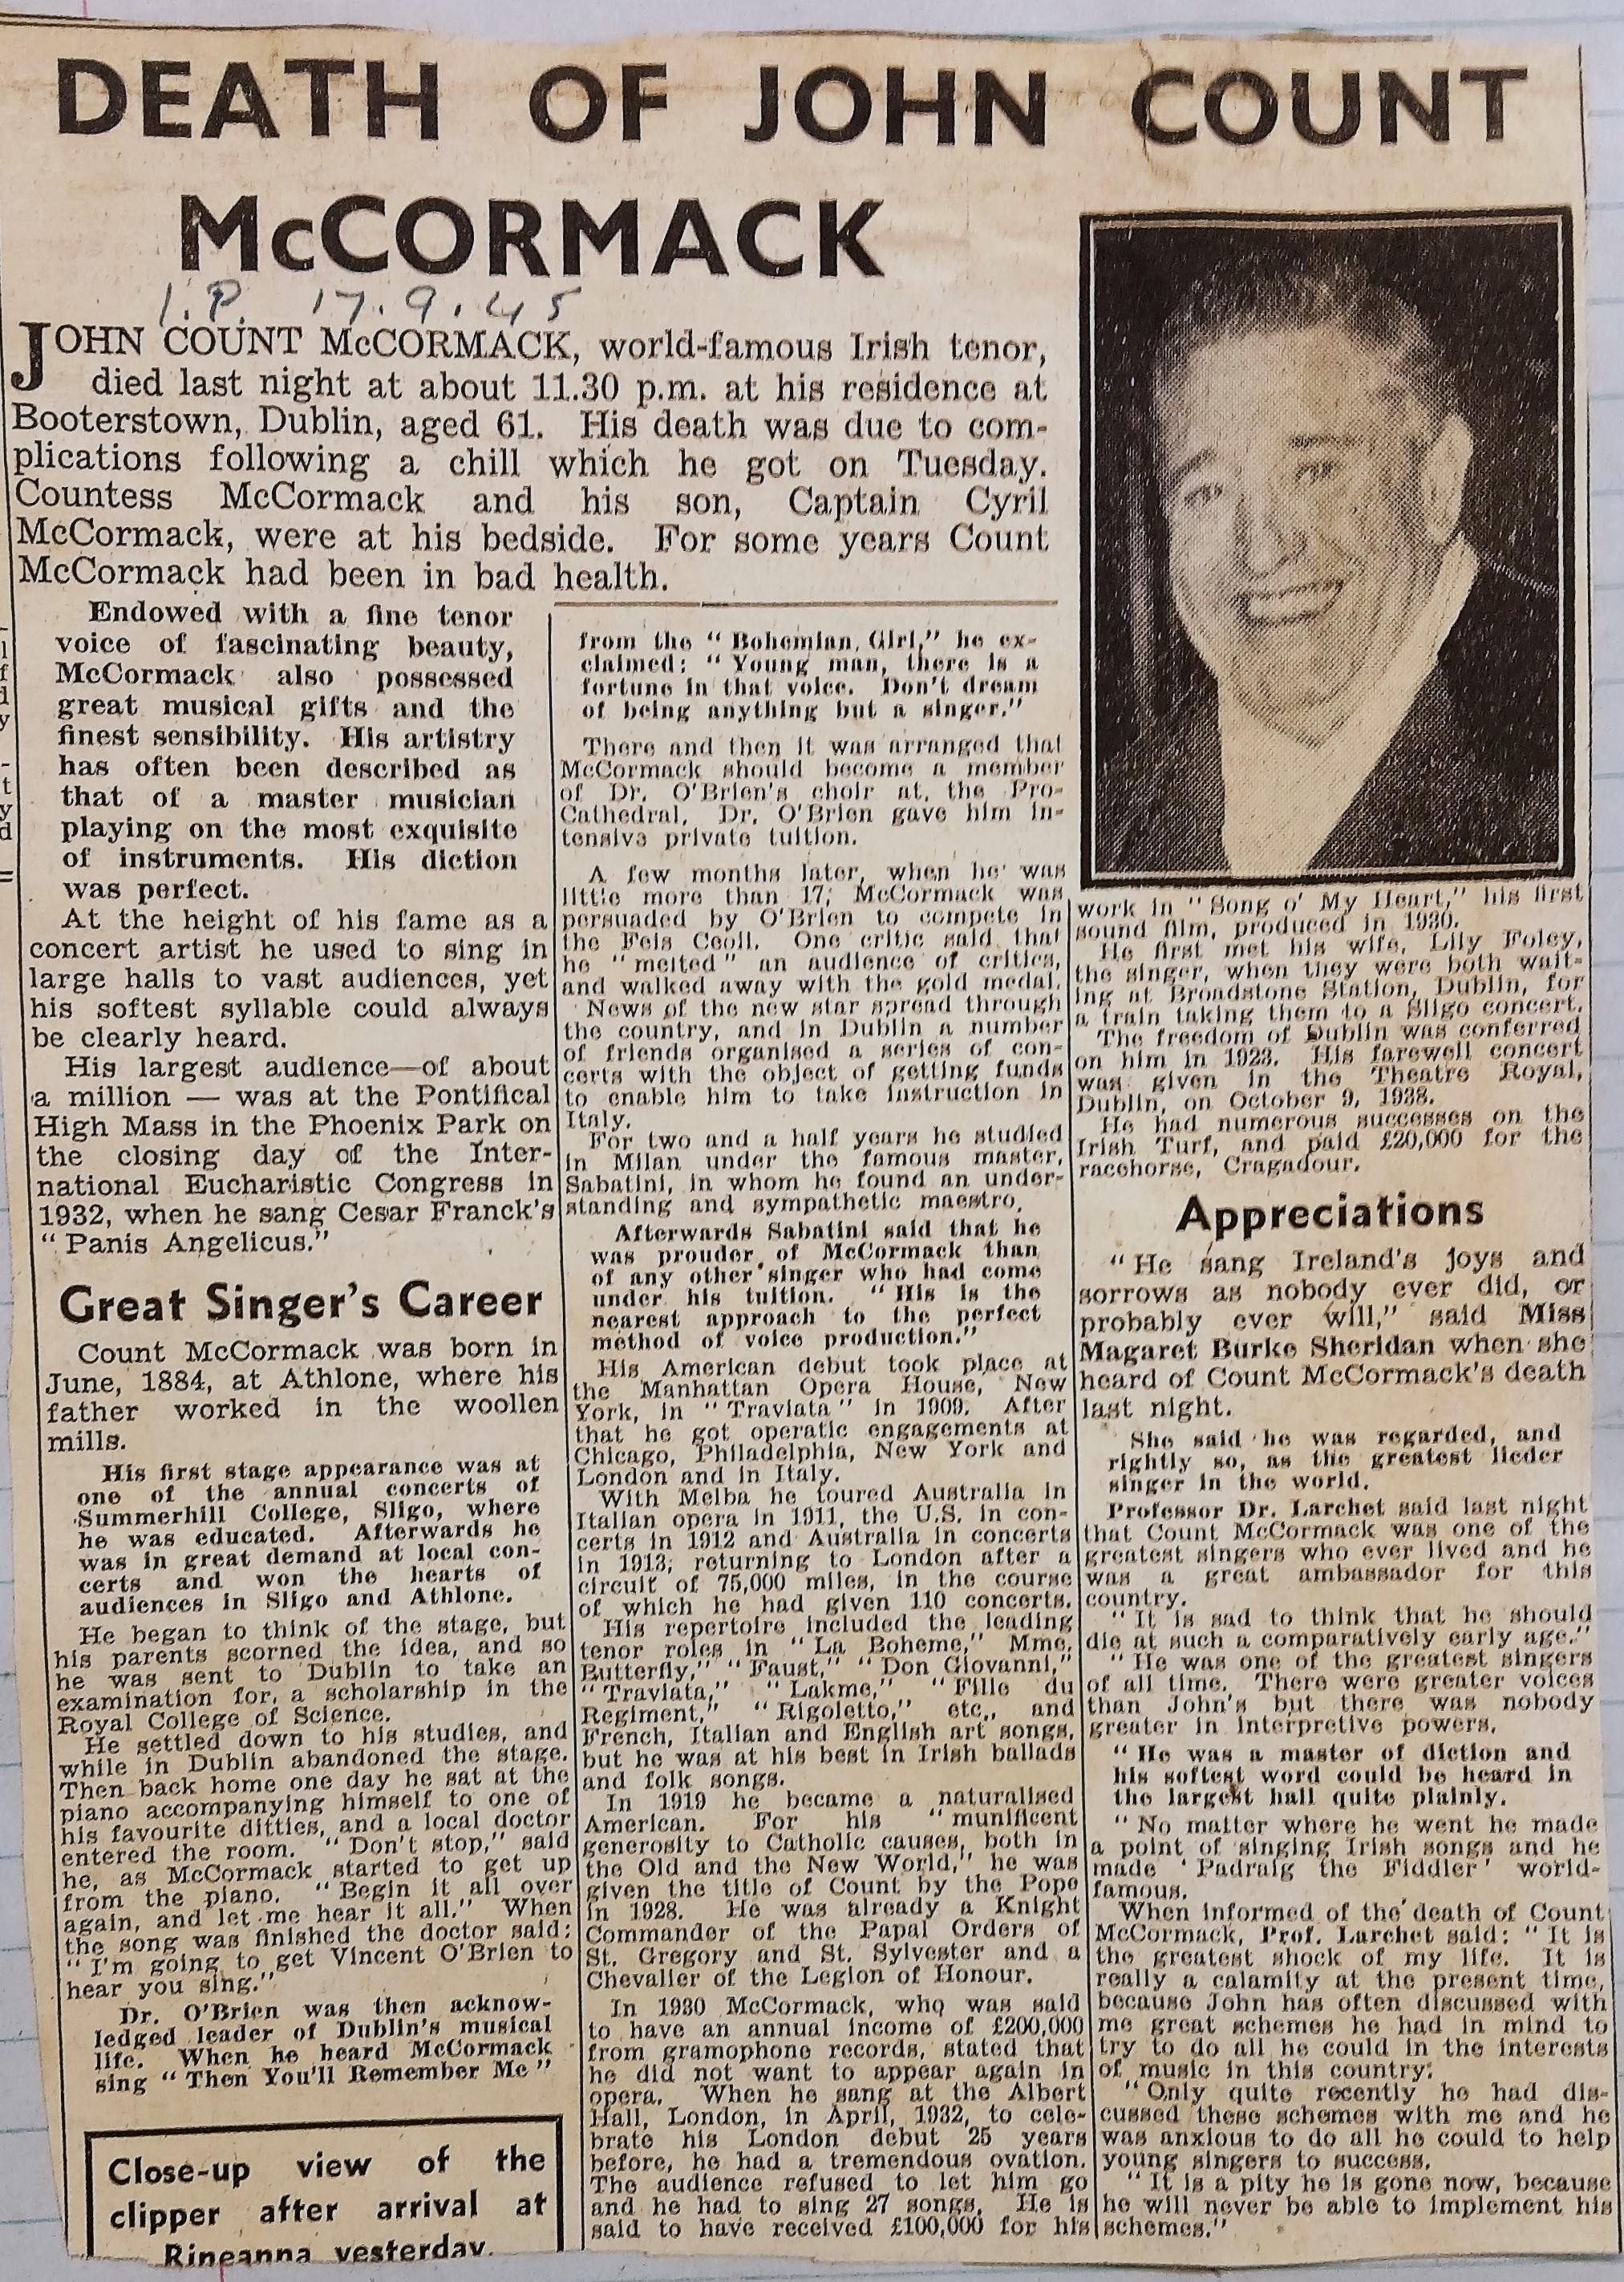 DEATH OF JOHN COUNT
McCORMACK
I.P. 17.9.45
JOHN COUNT McCORMACK, world-famous Irish tenor,
died last night at about 11.30 p.m. at his residence at
Booterstown, Dublin, aged 61. His death was due to com-
plications following a chill which he got on Tuesday.
Countess McCormack and his son, Captain Cyril
McCormack, were at his bedside. For some years Count
McCormack had been in bad health.
Endowed with a fine tenor
voice of fascinating beauty,
McCormack also possessed
great musical gifts and the
finest sensibility. His artistry
has often been described as
that of a master musician
playing on the most exquisite
of instruments. His diction
was perfect.
At the height of his fame as a
concert artist he used to sing in
large halls to vast audiences, yet
his softest syllable could always
be clearly heard.
His largest audience—of about
a million — was at the Pontifical
High Mass in the Phoenix Park on
the closing day of the Inter-
national Eucharistic Congress in
1932, when he sang Cesar Franck's
"Panis Angelicus."
Great Singer's Career
Count McCormack was born in
June, 1884, at Athlone, where his
father worked in the woollen
mills.
His first stage appearance was at
one of the annual concerts of
Summerhill College, Sligo, where
he was educated. Afterwards he
was in great demand at local con-
certs and won the hearts of
audiences in Sligo and Athlone.
He began to think of the stage, but
his parents scorned the idea, and so
he was sent to Dublin to take an
examination for a scholarship in the
Royal College of Science.
He settled down to his studies, and
while in Dublin abandoned the stage.
Then back home one day he sat at the
piano accompanying himself to one of
his favourite ditties, and a local doctor
entered the room. "Don't stop," said
he, as McCormack started to get up
from the piano. "Begin it all over
again, and let me hear it all." When
the song was finished the doctor said:
"I'm going to get Vincent O'Brien to
hear you sing."
Dr. O'Brien was then acknow-
ledged leader of Dublin's musical
life. When he heard McCormack
sing "Then You'll Remember Me"
Close-up view of the
clipper after arrival at
Rineanna yesterday.
from the "Bohemian Girl," he ex-
claimed: "Young man, there is a
fortune in that voice. Don't dream
of being anything but a singer."
There and then it was arranged that
McCormack should become a member
of Dr. O'Brien's choir at the Pro-
Cathedral. Dr. O'Brien gave him in-
tensive private tuition.
A few months later, when he was
little more than 17, McCormack was
persuaded by O'Brien to compete in
the Feis Ceoil. One critic said that
he "melted" an audience of critics,
and walked away with the gold medal.
News of the new star spread through
the country, and in Dublin a number
of friends organised a series of con-
certs with the object of getting funds
to enable him to take instruction in
Italy.
For two and a half years he studied
in Milan under the famous master,
Sabatini, in whom he found an under-
standing and sympathetic maestro.
Afterwards Sabatini said that he
was prouder of McCormack than
of any other singer who had come
under his tuition. "His is the
nearest approach to the perfect
method of voice production."
His American debut took place at
the Manhattan Opera House, New
York, in "Traviata" in 1909. After
that he got operatic engagements at
Chicago, Philadelphia, New York and
London and in Italy.
With Melba he toured Australia in
Italian opera in 1911, the U.S. in con-
certs in 1912 and Australia in concerts
in 1913; returning to London after a
circuit of 75,000 miles, in the course
of which he had given 110 concerts.
His repertoire included the leading
tenor roles in "La Boheme," Mme.
Butterfly," "Faust," "Don Giovanni,"
"Traviata," "Lakme," "Fille du
Regiment," "Rigoletto," etc., and
French, Italian and English art songs,
but he was at his best in Irish ballads
and folk songs.
In 1919 he became a naturalised
American. For his "munificent
generosity to Catholic causes, both in
the Old and the New World," he was
given the title of Count by the Pope
in 1928. He was already a Knight
Commander of the Papal Orders of
St. Gregory and St. Sylvester and a
Chevalier of the Legion of Honour.
In 1930 McCormack, who was said
to have an annual income of £200,000
from gramophone records, stated that
he did not want to appear again in
opera. When he sang at the Albert
Hall, London, in April, 1932, to cele-
brate his London debut 25 years
before, he had a tremendous ovation.
The audience refused to let him go
and he had to sing 27 songs. He is
said to have received £100,000 for his
work in "Song o' My Heart," his first
sound film, produced in 1930.
He first met his wife, Lily Foley,
the singer, when they were both wait-
ing at Broadstone Station, Dublin, for
a train taking them to a Sligo concert.
The freedom of Dublin was conferred
on him in 1923. His farewell concert
was given in the Theatre Royal,
Dublin, on October 9, 1938.
He had numerous successes on the
Irish Turf, and paid £20,000 for the
racehorse, Cragadour.
Appreciations
"He sang Ireland's joys and
sorrows as nobody ever did, or
probably ever will," said Miss
Magaret Burke Sheridan when she
heard of Count McCormack's death
last night.
She said he was regarded, and
rightly so, as the greatest lieder
singer in the world.
Professor Dr. Larchet said last night
that Count McCormack was one of the
greatest singers who ever lived and he
was a great ambassador for this
country.
"It is sad to think that he should
die at such a comparatively early age."
"He was one of the greatest singers
of all time. There were greater voices
than John's but there was nobody
greater in interpretive powers.
"He was a master of diction and
his softest word could be heard in
the largest hall quite plainly.
"No matter where he went he made
a point of singing Irish songs and he
made 'Padraig the Fiddler' world-
famous.
When informed of the death of Count
McCormack, Prof. Larchet said: "It is
the greatest shock of my life. It is
really a calamity at the present time,
because John has often discussed with
me great schemes he had in mind to
try to do all he could in the interests
of music in this country.
"Only quite recently he had dis-
cussed these schemes with me and he
was anxious to do all he could to help
young singers to success.
"It is a pity he is gone now, because
he will never be able to implement his
schemes."